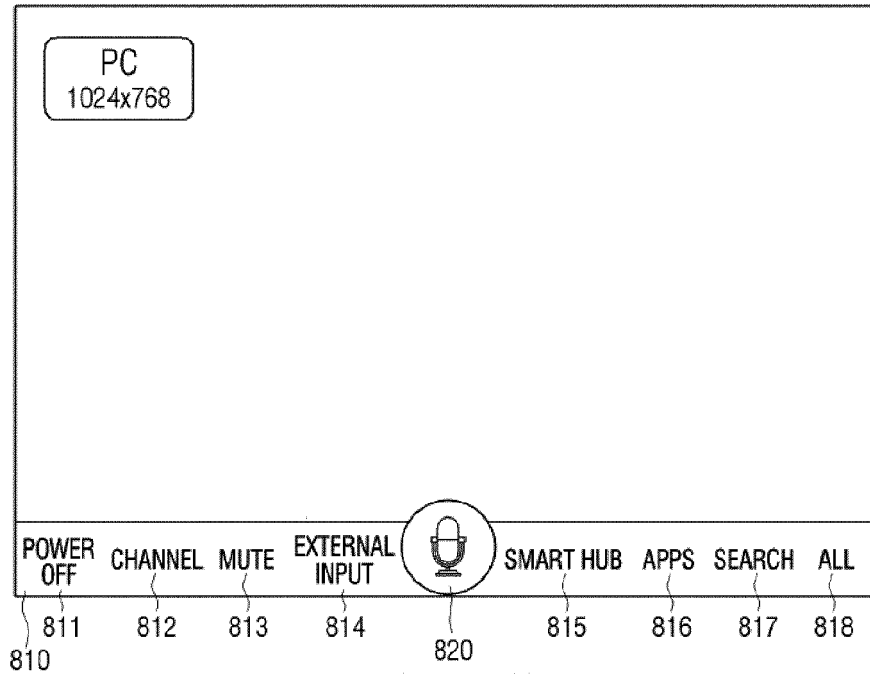 PC
1024x768
POWER OFF CHANNEL MUTE EXTERNAL INPUT SMART HUB APPS SEARCH ALL
811 812 813 814 820 815 816 817 818
810